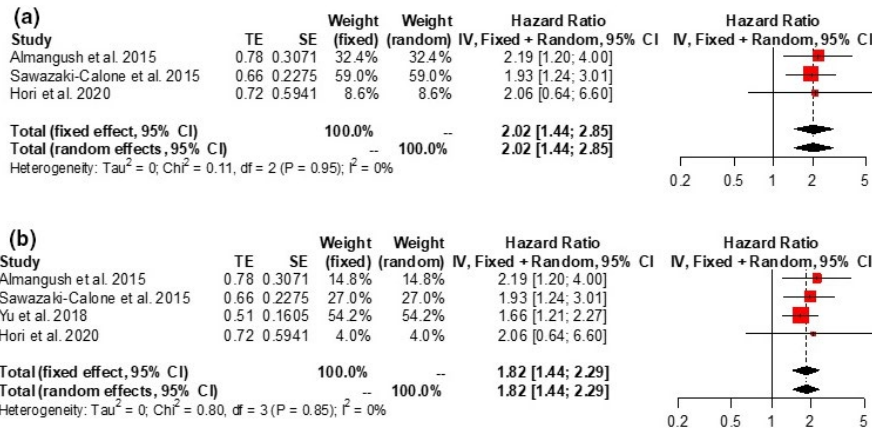 (a)
Weight Weight Hazard Ratio Hazard Ratio
Study TE SE (fixed) (random) IV, Fixed + Random, 95% CI IV, Fixed + Random, 95% CI
Almangush et al. 2015 0.78 0.3071 32.4% 32.4% 2.19 [1.20; 4.00]
Sawazaki-Calone et al. 2015 0.66 0.2275 59.0% 59.0% 1.93 [1.24; 3.01]
Hori et al. 2020 0.72 0.5941 8.6% 8.6% 2.06 [0.64; 6.60]
Total (fixed effect, 95% CI) 100.0% -- 2.02 [1.44; 2.85]
Total (random effects, 95% CI) -- 100.0% 2.02 [1.44; 2.85]
Heterogeneity: Tau² = 0; Chi² = 0.11, df = 2 (P = 0.95); I² = 0%
0.2 0.5 1 2 5
(b)
Weight Weight Hazard Ratio Hazard Ratio
Study TE SE (fixed) (random) IV, Fixed + Random, 95% CI IV, Fixed + Random, 95% CI
Almangush et al. 2015 0.78 0.3071 14.8% 14.8% 2.19 [1.20; 4.00]
Sawazaki-Calone et al. 2015 0.66 0.2275 27.0% 27.0% 1.93 [1.24; 3.01]
Yu et al. 2018 0.51 0.1605 54.2% 54.2% 1.66 [1.21; 2.27]
Hori et al. 2020 0.72 0.5941 4.0% 4.0% 2.06 [0.64; 6.60]
Total (fixed effect, 95% CI) 100.0% -- 1.82 [1.44; 2.29]
Total (random effects, 95% CI) -- 100.0% 1.82 [1.44; 2.29]
Heterogeneity: Tau² = 0; Chi² = 0.80, df = 3 (P = 0.85); I² = 0%
0.2 0.5 1 2 5